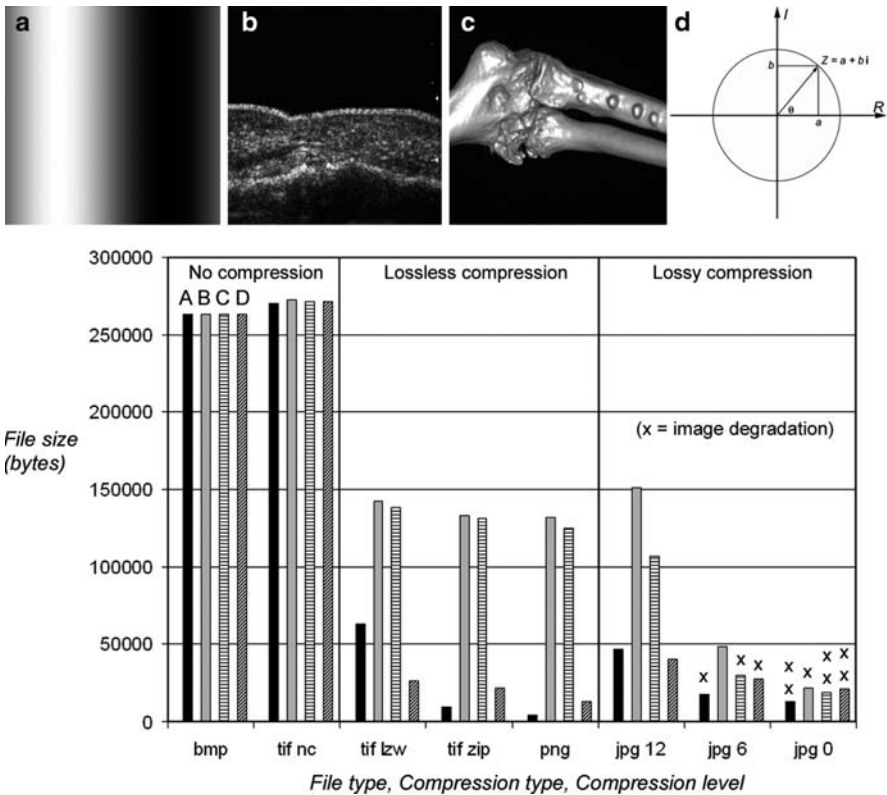 a
b
c
d
I
b
Z = a + b i
θ
a
R
300000
250000
200000
150000
100000
50000
0
File size
(bytes)
No compression
Lossless compression
Lossy compression
A B C D
(x = image degradation)
x x x x x x x
x x x
bmp tif nc tif lzw tif zip png jpg 12 jpg 6 jpg 0
File type, Compression type, Compression level